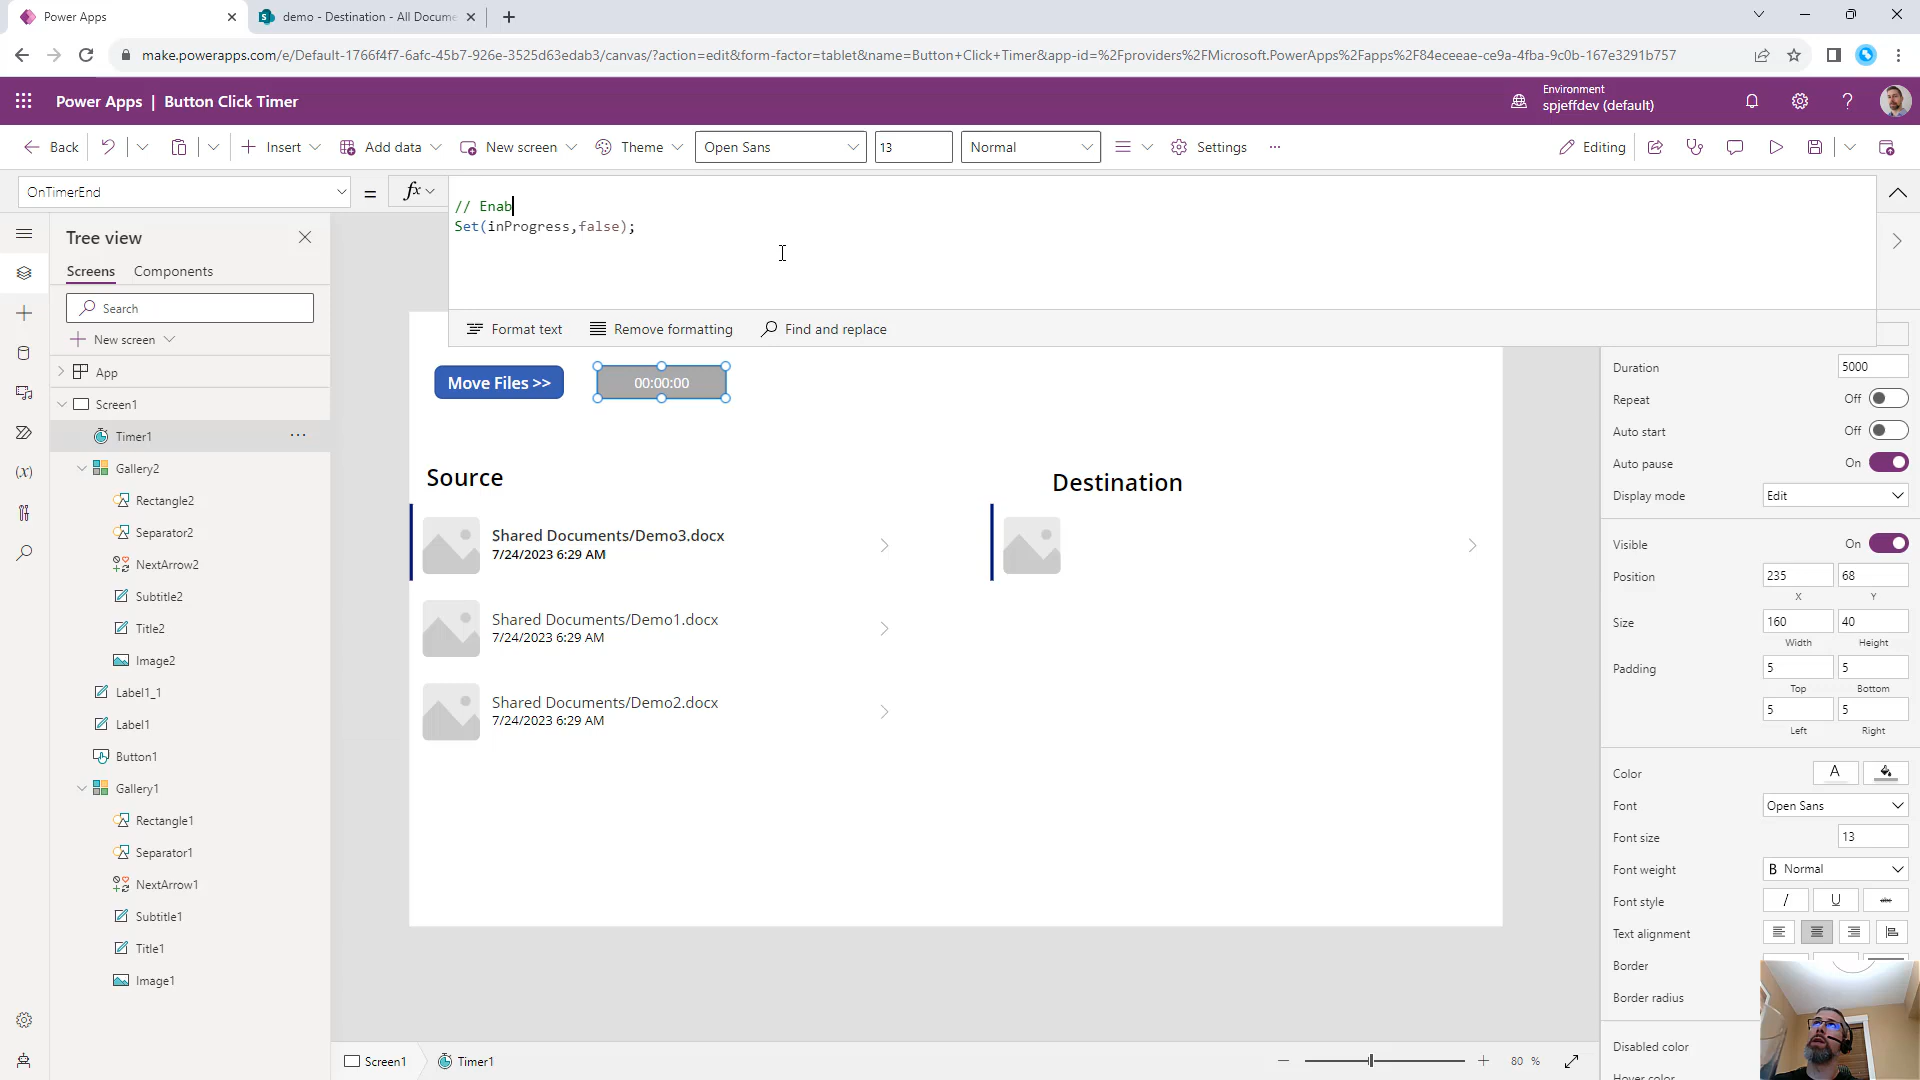 Power Apps
demo - Destination - All Docume
make.powerapps.com/e/Default-1766f4f7-6afc-45b7-926e-3525d63edab3/canvas/?action=edit&form-factor=tablet&name=Button+Click+Timer&app-id=%2Fproviders%2FMicrosoft.PowerApps%2Fapps%2F84eceeae-ce9a-4fba-9c0b-167e3291b757
Power Apps | Button Click Timer
Environment
spjeffdev (default)
Back
Insert
Add data
New screen
Theme
Open Sans
13
Normal
Settings
Editing
OnTimerEnd
=
fx
// Enab
Set(inProgress,false);
Format text
Remove formatting
Find and replace
Tree view
Screens
Components
Search
New screen
App
Screen1
Timer1
Gallery2
Rectangle2
Separator2
NextArrow2
Subtitle2
Title2
Image2
Label1_1
Label1
Button1
Gallery1
Rectangle1
Separator1
NextArrow1
Subtitle1
Title1
Image1
Move Files >>
00:00:00
Source
Shared Documents/Demo3.docx
7/24/2023 6:29 AM
Shared Documents/Demo1.docx
7/24/2023 6:29 AM
Shared Documents/Demo2.docx
7/24/2023 6:29 AM
Destination
Duration
5000
Repeat
Off
Auto start
Off
Auto pause
On
Display mode
Edit
Visible
On
Position
235
68
X
Y
Size
160
40
Width
Height
Padding
5
5
Top
Bottom
5
5
Left
Right
Color
A
Font
Open Sans
Font size
13
Font weight
B Normal
Font style
/
U
abc
Text alignment
Border
Border radius
Disabled color
Hover color
Screen1
Timer1
80 %